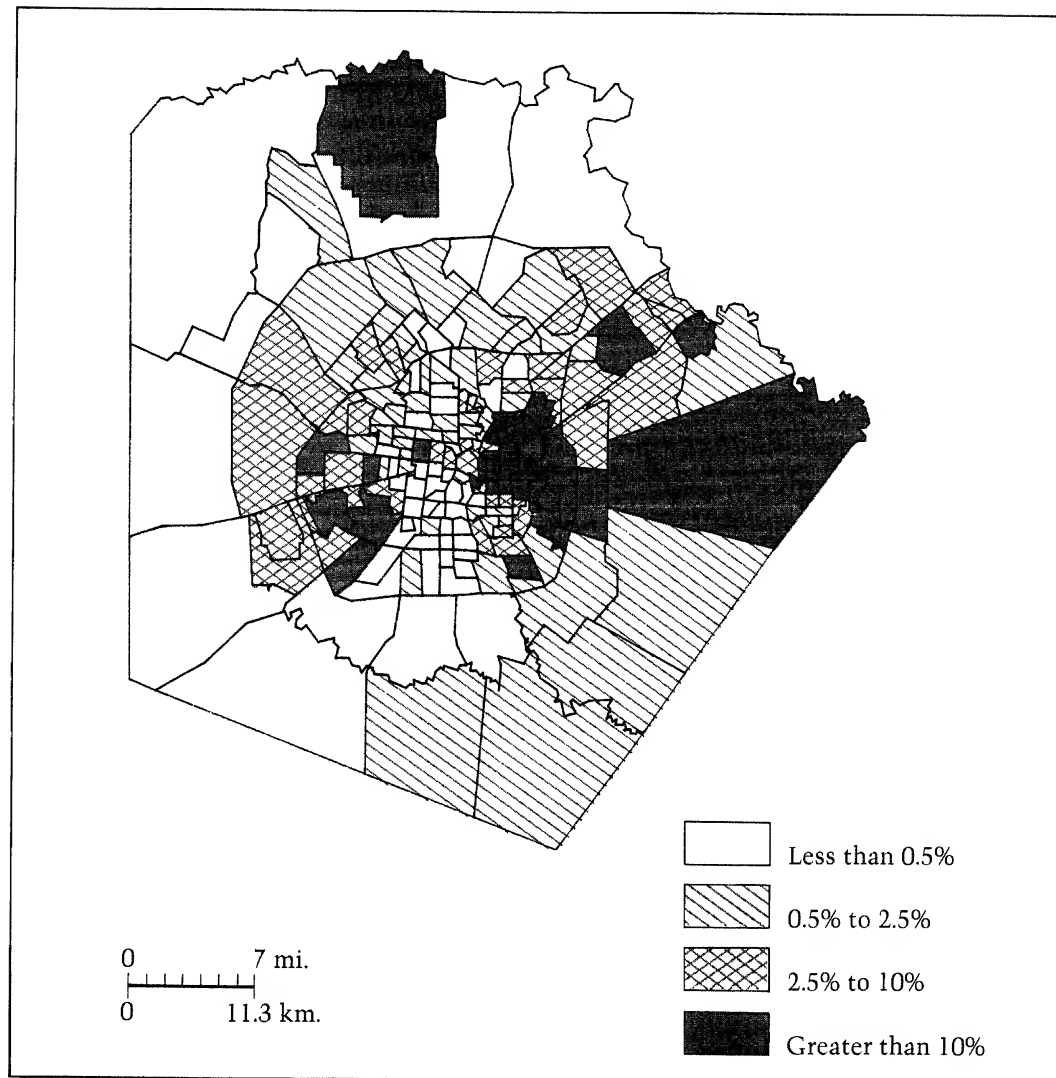 Less than 0.5%
0.5% to 2.5%
2.5% to 10%
Greater than 10%
0 7 mi.
0 11.3 km.